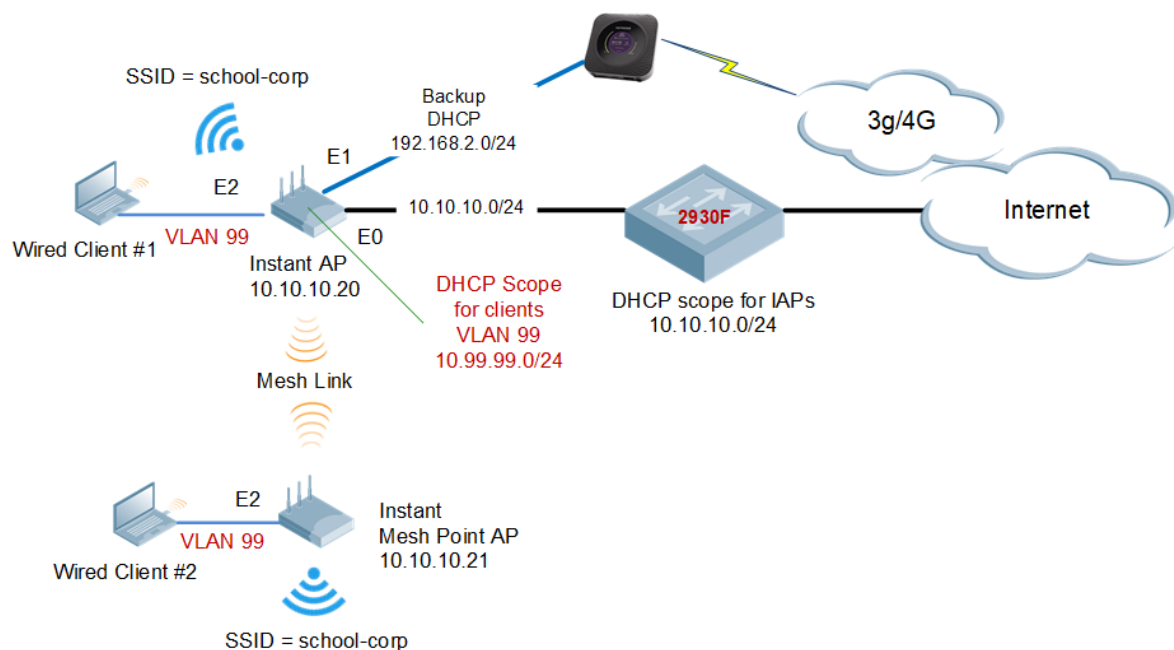 SSID = school-corp
Backup
DHCP
192.168.2.0/24
3g/4G
E1
E2
10.10.10.0/24
2930F
Internet
Wired Client #1
VLAN 99
E0
Instant AP
10.10.10.20
DHCP Scope
for clients
VLAN 99
10.99.99.0/24
DHCP scope for IAPs
10.10.10.0/24
Mesh Link
E2
VLAN 99
Wired Client #2
Instant
Mesh Point AP
10.10.10.21
SSID = school-corp